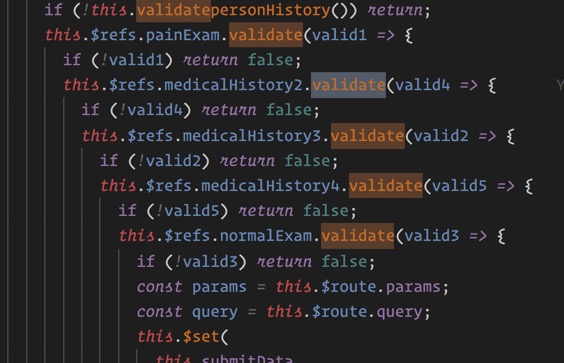 if (!this.validatepersonHistory()) return;
this.$refs.painExam.validate(valid1 => {
if (!valid1) return false;
this.$refs.medicalHistory2.validate(valid4 => {
if (!valid4) return false;
this.$refs.medicalHistory3.validate(valid2 => {
if (!valid2) return false;
this.$refs.medicalHistory4.validate(valid5 => {
if (!valid5) return false;
this.$refs.normalExam.validate(valid3 => {
if (!valid3) return false;
const params = this.$route.params;
const query = this.$route.query;
this.$set(
this.submitData